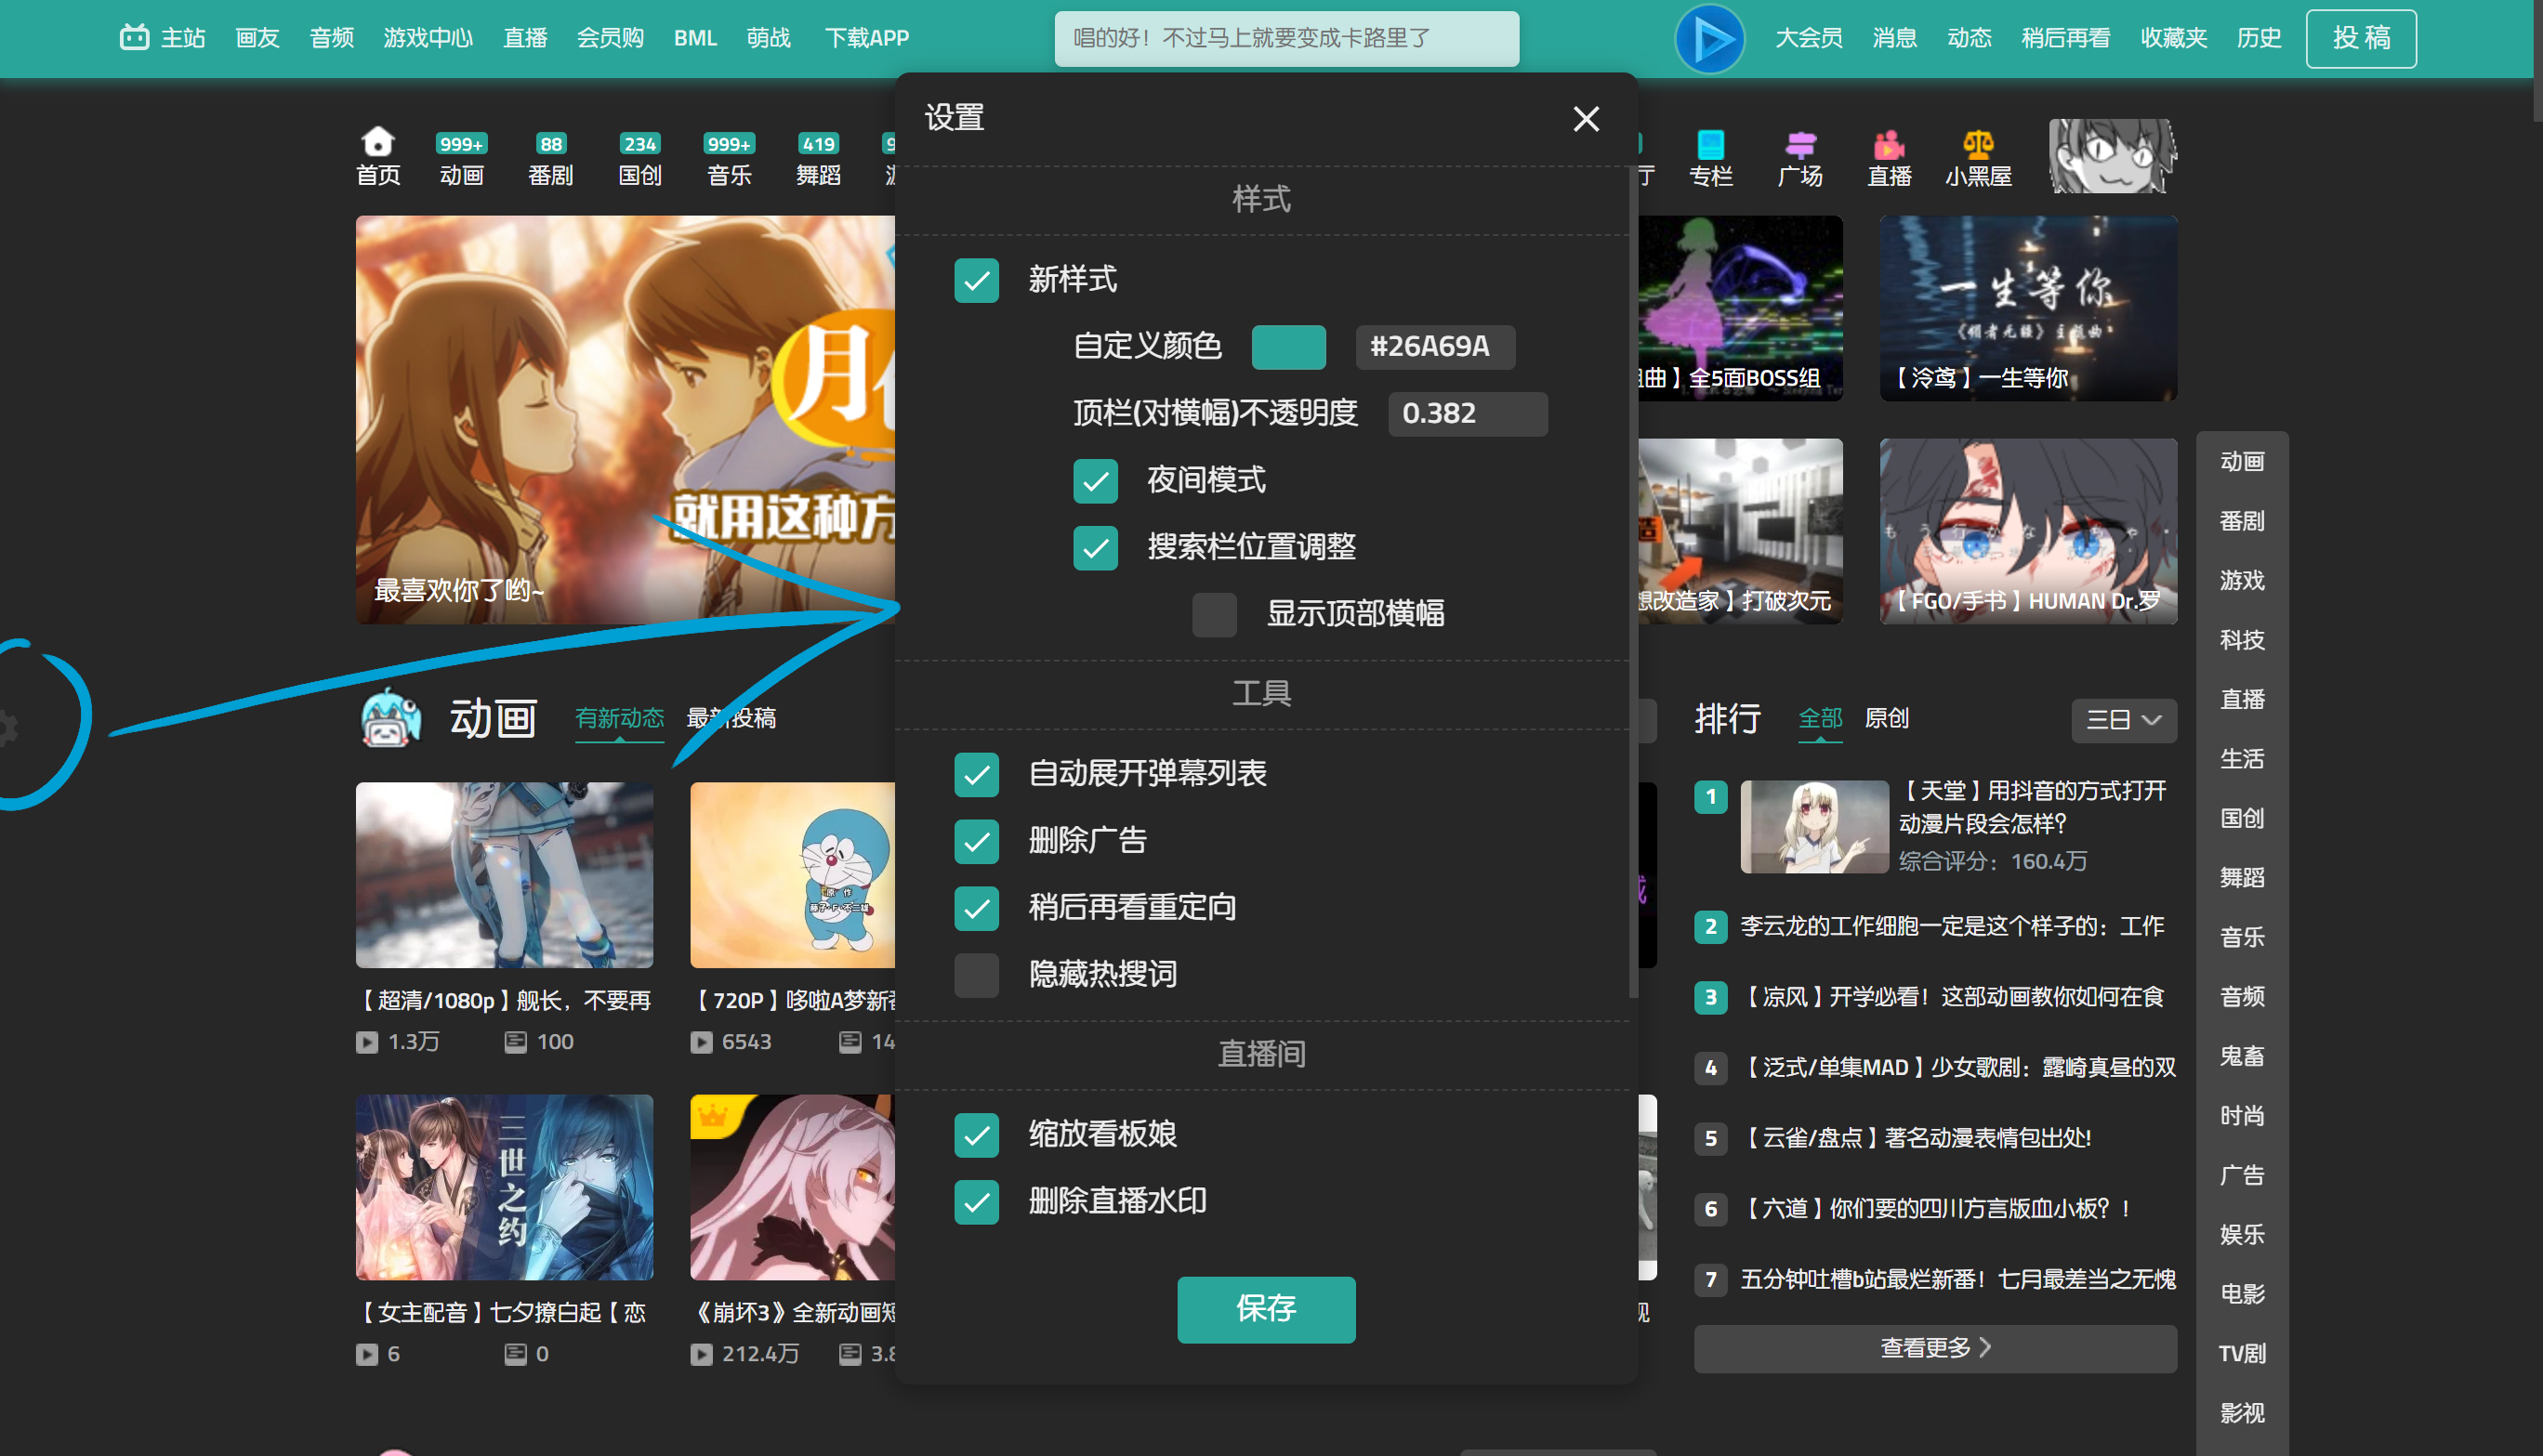 主站 画友 音频 游戏中心 直播 会员购 BML 萌战 下载APP 唱的好！不过马上就要变成卡路里了 大会员 消息 动态 稍后再看 收藏夹 历史 投稿
首页 999+ 动画 88 番剧 234 国创 999+ 音乐 419 舞蹈
专栏 广场 直播 小黑屋
就用这种方
最喜欢你了哟~
组曲】全5面BOSS组
一生等你
【泠鸢】一生等你
想改造家】打破次元
【FGO/手书】HUMAN Dr.罗
设置
样式
新样式
自定义颜色 #26A69A
顶栏(对横幅)不透明度 0.382
夜间模式
搜索栏位置调整
显示顶部横幅
工具
自动展开弹幕列表
删除广告
稍后再看重定向
隐藏热搜词
直播间
缩放看板娘
删除直播水印
保存
动画 有新动态 最新投稿
【超清/1080p】舰长，不要再
1.3万 100
【720P】哆啦A梦新番
6543 14
三世之约
【女主配音】七夕撩白起【恋
6 0
《崩坏3》全新动画短
212.4万 3.8
排行 全部 原创 三日
1 【天堂】用抖音的方式打开
动漫片段会怎样？
综合评分：160.4万
2 李云龙的工作细胞一定是这个样子的：工作
3 【凉风】开学必看！这部动画教你如何在食
4 【泛式/单集MAD】少女歌剧：露崎真昼的双
5 【云雀/盘点】著名动漫表情包出处!
6 【六道】你们要的四川方言版血小板？!
7 五分钟吐槽b站最烂新番！七月最差当之无愧
查看更多
动画
番剧
游戏
科技
直播
生活
国创
舞蹈
音乐
音频
鬼畜
时尚
广告
娱乐
电影
TV剧
影视